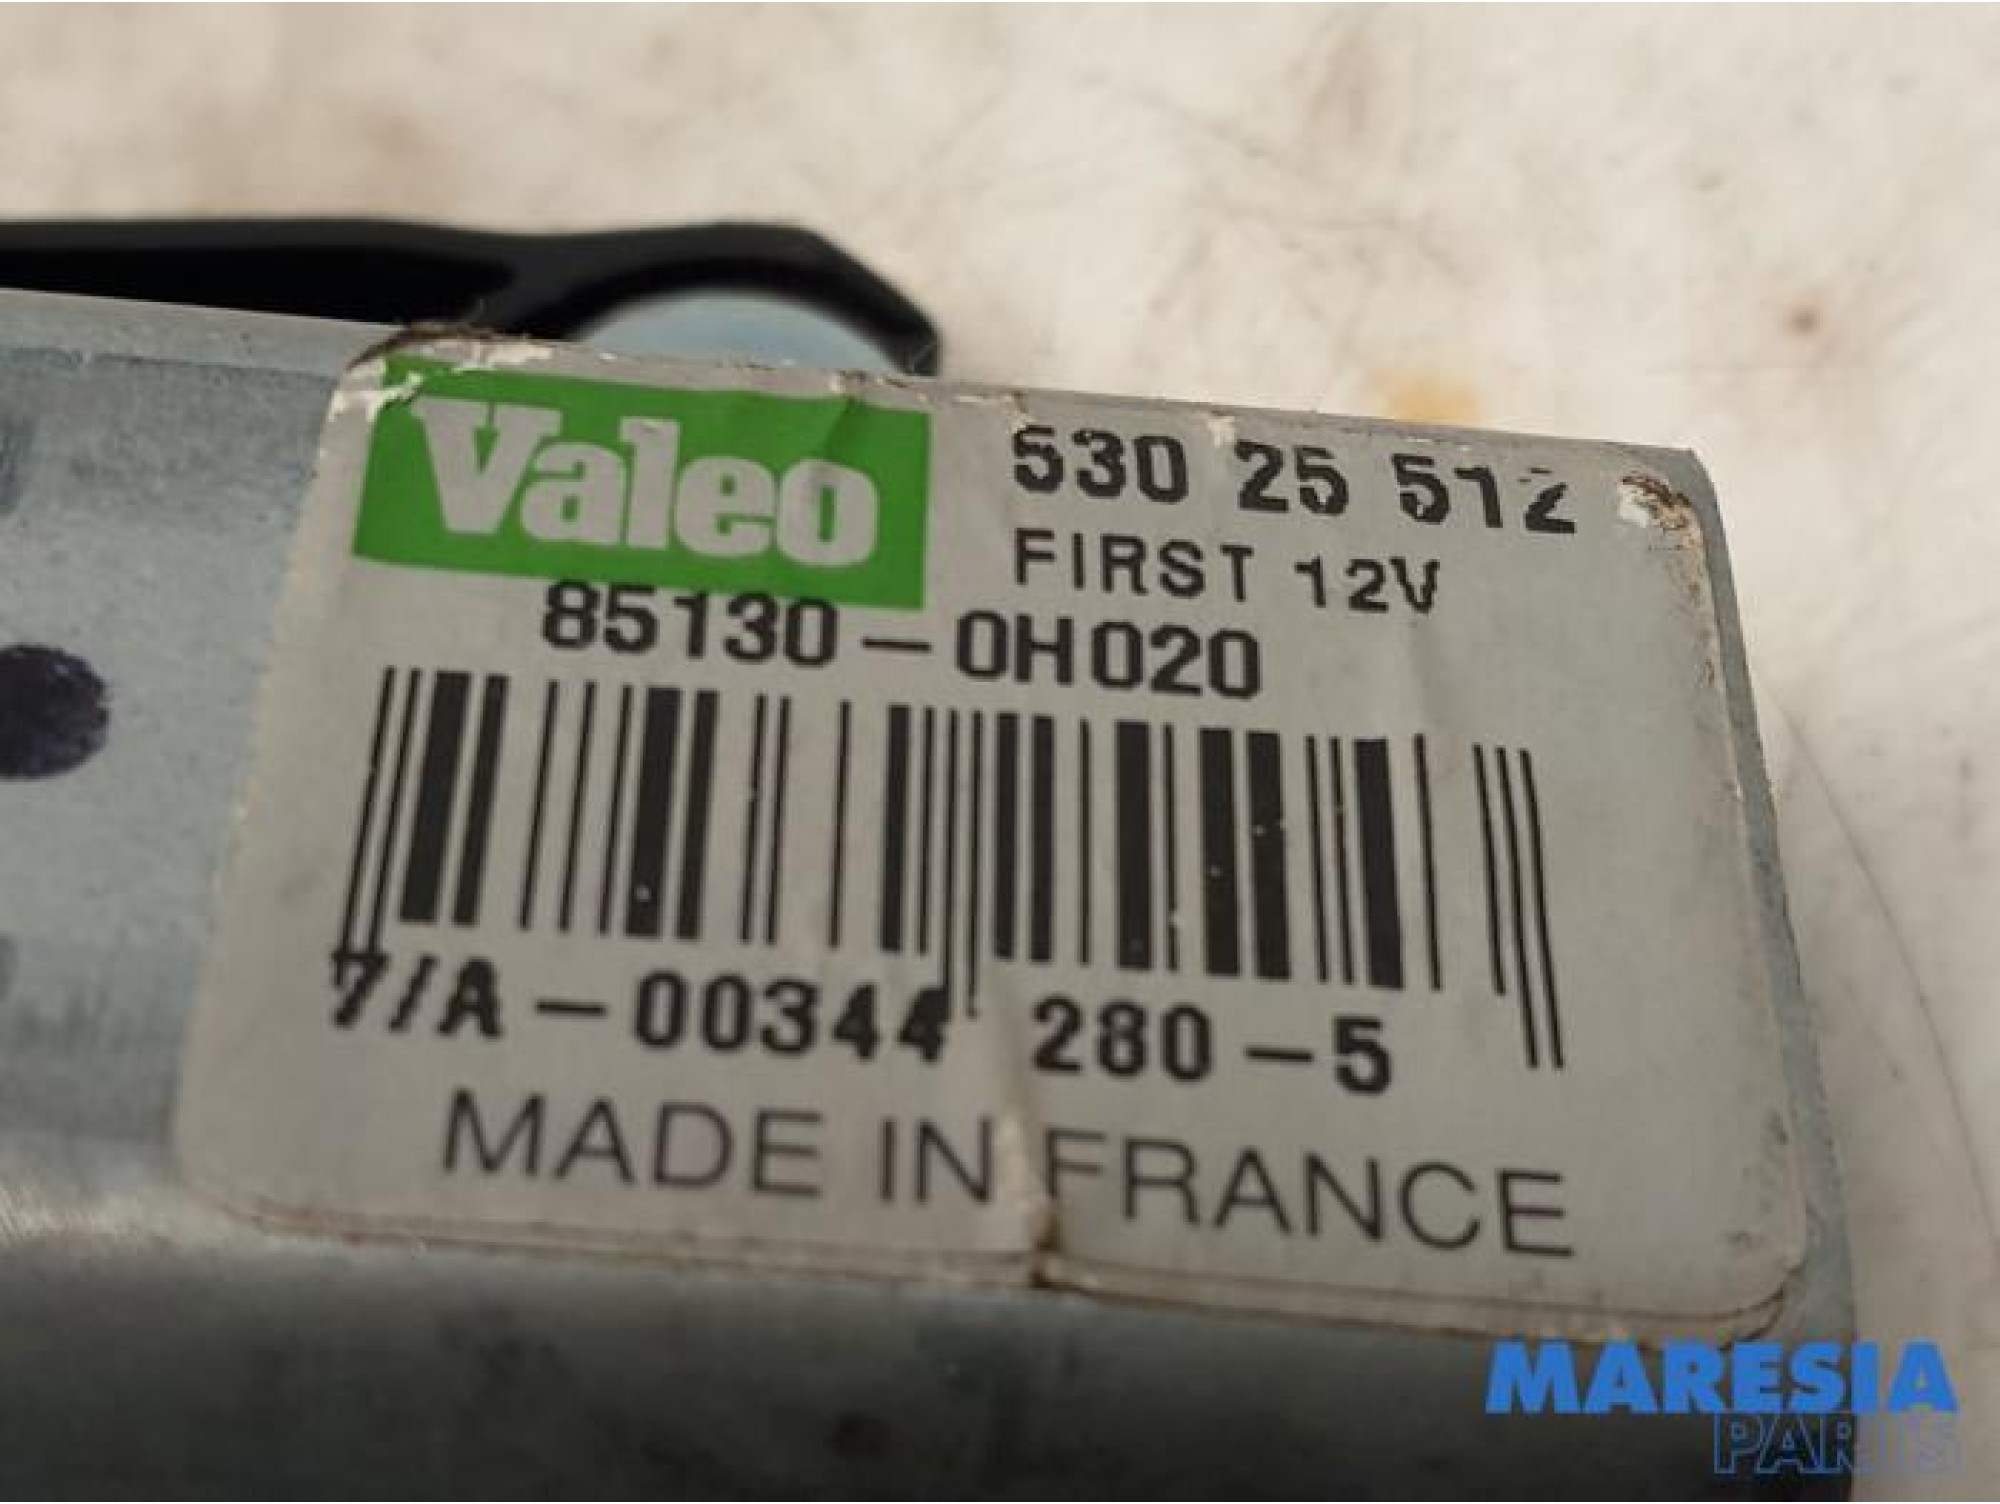 Valeo
530 25 512
FIRST 12V
85130-0H020
7/A-00344 280-5
MADE IN FRANCE
MARESIA
PARTS